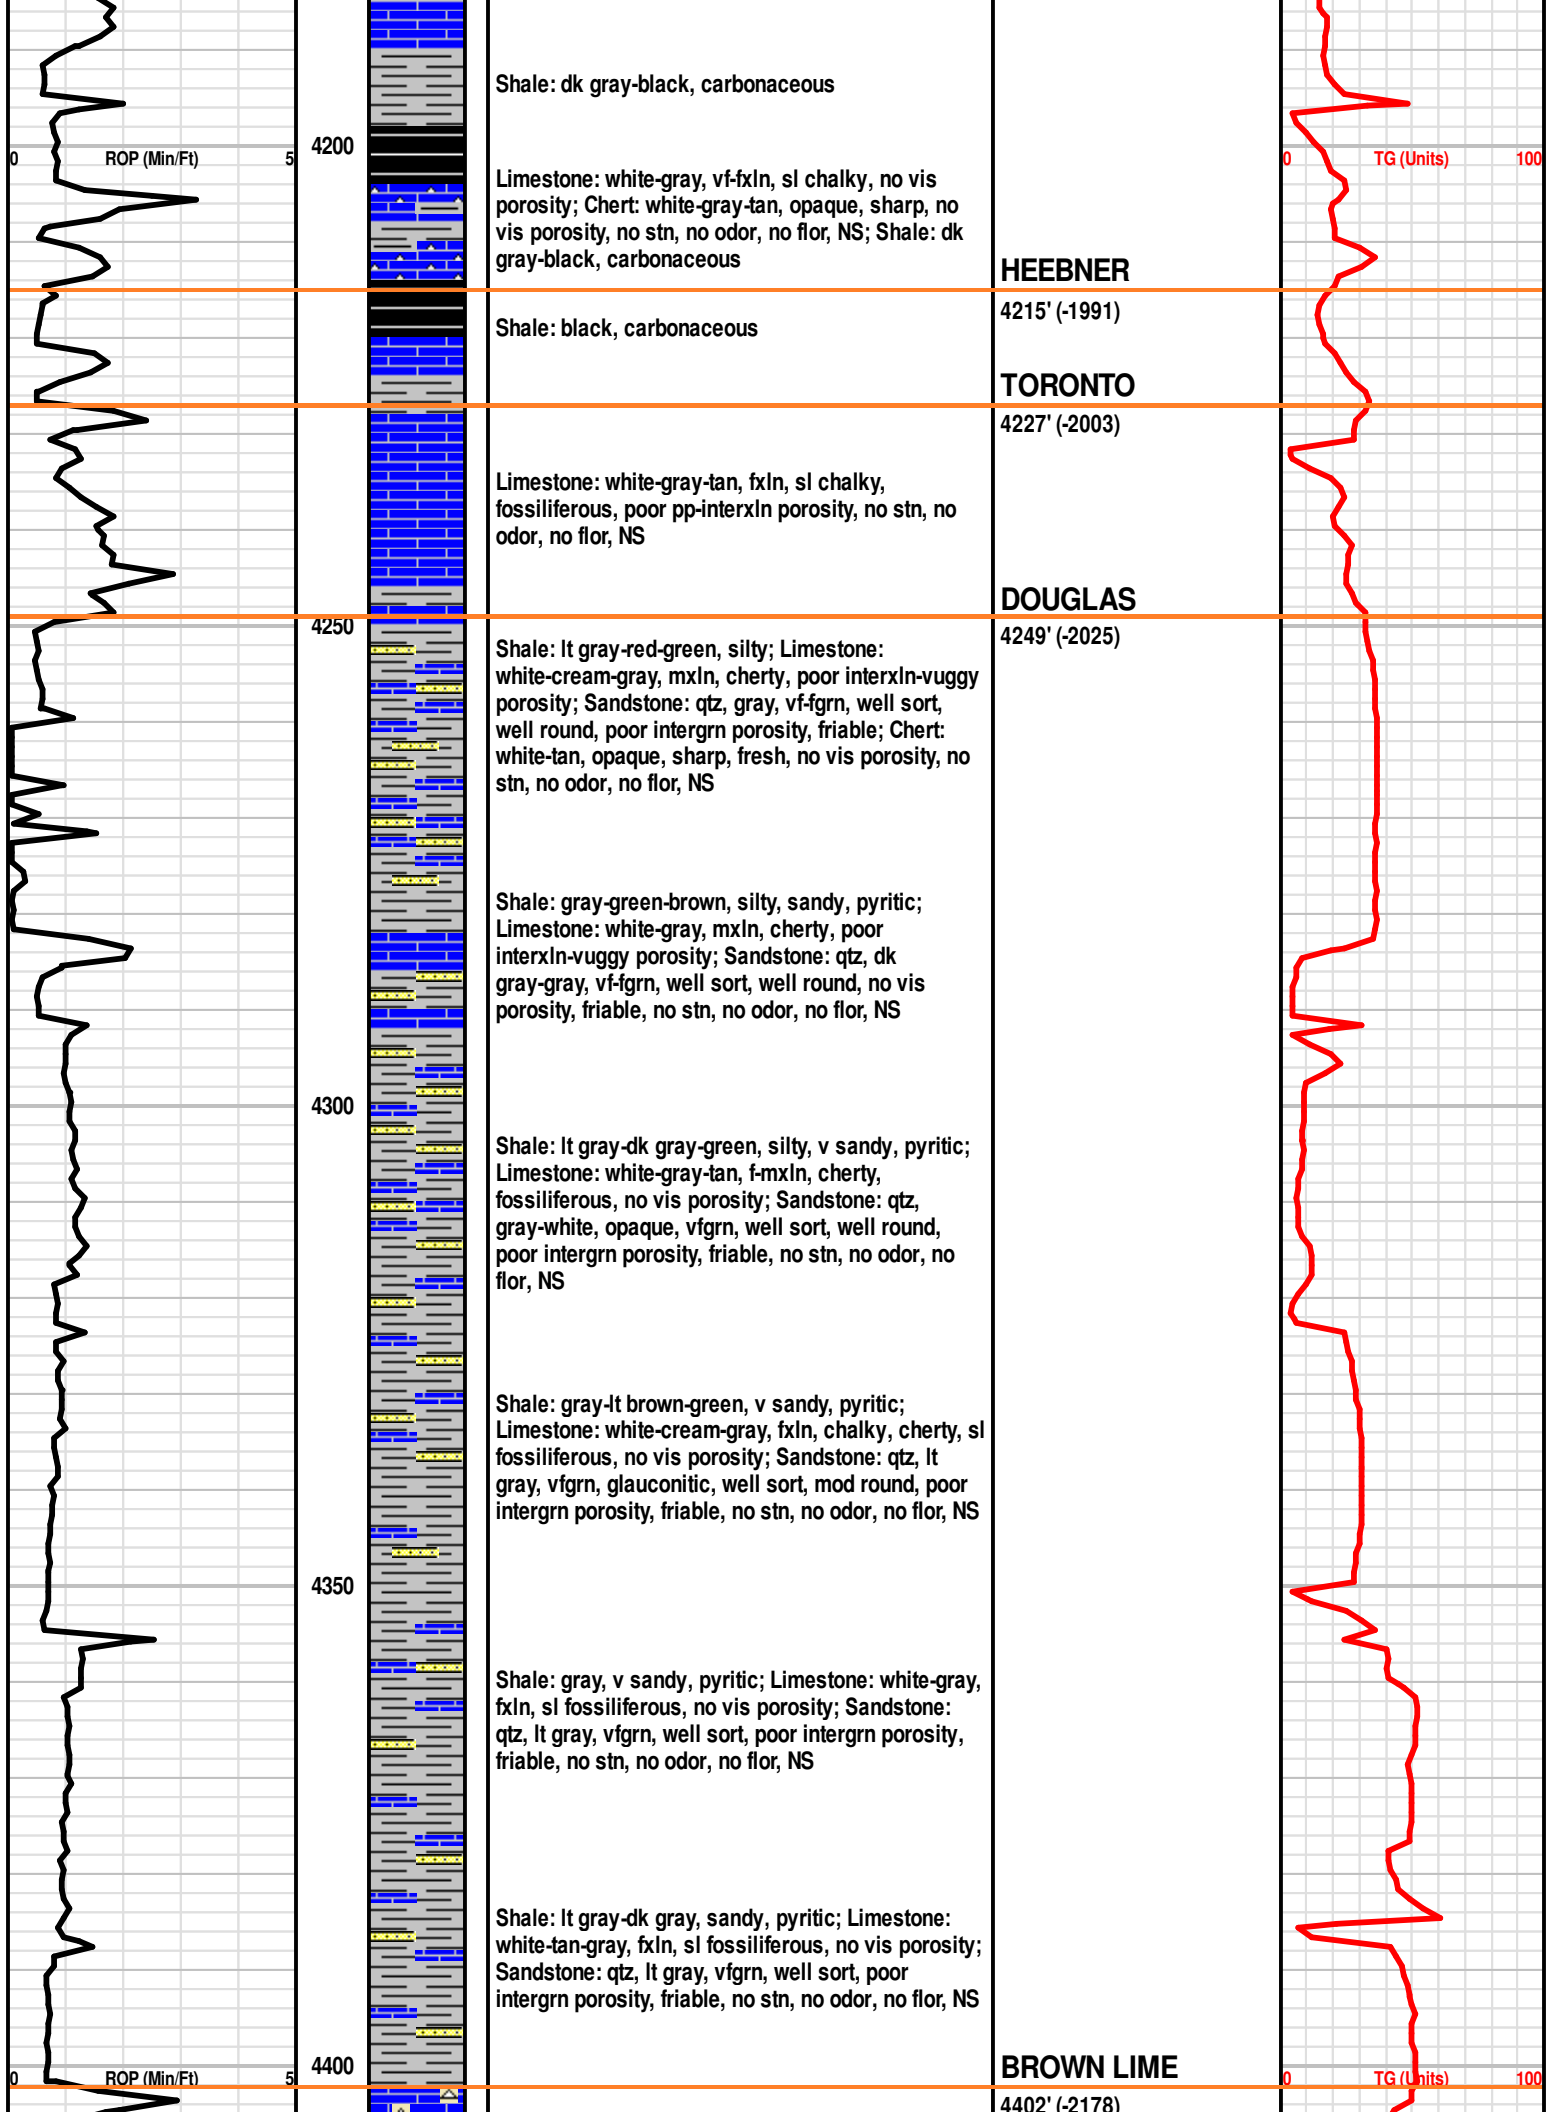 Shale: dk gray-black, carbonaceous
0 ROP (Min/Ft) 5
4200
0 TG (Units) 100
Limestone: white-gray, vf-fxln, sl chalky, no vis
porosity; Chert: white-gray-tan, opaque, sharp, no
vis porosity, no stn, no odor, no flor, NS; Shale: dk
gray-black, carbonaceous
HEEBNER
4215' (-1991)
Shale: black, carbonaceous
TORONTO
4227' (-2003)
Limestone: white-gray-tan, fxln, sl chalky,
fossiliferous, poor pp-interxln porosity, no stn, no
odor, no flor, NS
DOUGLAS
4250
4249' (-2025)
Shale: lt gray-red-green, silty; Limestone:
white-cream-gray, mxln, cherty, poor interxln-vuggy
porosity; Sandstone: qtz, gray, vf-fgrn, well sort,
well round, poor intergrn porosity, friable; Chert:
white-tan, opaque, sharp, fresh, no vis porosity, no
stn, no odor, no flor, NS
Shale: gray-green-brown, silty, sandy, pyritic;
Limestone: white-gray, mxln, cherty, poor
interxln-vuggy porosity; Sandstone: qtz, dk
gray-gray, vf-fgrn, well sort, well round, no vis
porosity, friable, no stn, no odor, no flor, NS
4300
Shale: lt gray-dk gray-green, silty, v sandy, pyritic;
Limestone: white-gray-tan, f-mxln, cherty,
fossiliferous, no vis porosity; Sandstone: qtz,
gray-white, opaque, vfgrn, well sort, well round,
poor intergrn porosity, friable, no stn, no odor, no
flor, NS
Shale: gray-lt brown-green, v sandy, pyritic;
Limestone: white-cream-gray, fxln, chalky, cherty, sl
fossiliferous, no vis porosity; Sandstone: qtz, lt
gray, vfgrn, glauconitic, well sort, mod round, poor
intergrn porosity, friable, no stn, no odor, no flor, NS
4350
Shale: gray, v sandy, pyritic; Limestone: white-gray,
fxln, sl fossiliferous, no vis porosity; Sandstone:
qtz, lt gray, vfgrn, well sort, poor intergrn porosity,
friable, no stn, no odor, no flor, NS
Shale: lt gray-dk gray, sandy, pyritic; Limestone:
white-tan-gray, fxln, sl fossiliferous, no vis porosity;
Sandstone: qtz, lt gray, vfgrn, well sort, poor
intergrn porosity, friable, no stn, no odor, no flor, NS
4400
BROWN LIME
0 ROP (Min/Ft) 5
0 TG (Units) 100
4402' (-2178)